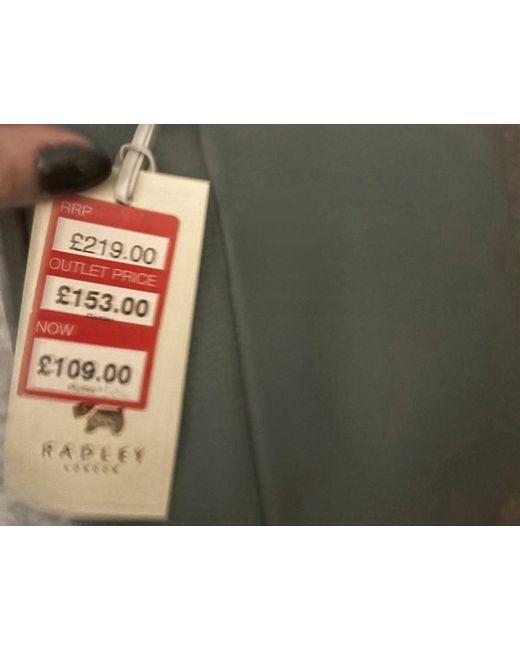 RRP
£219.00
OUTLET PRICE
£153.00
NOW
£109.00
RADLEY
LONDON